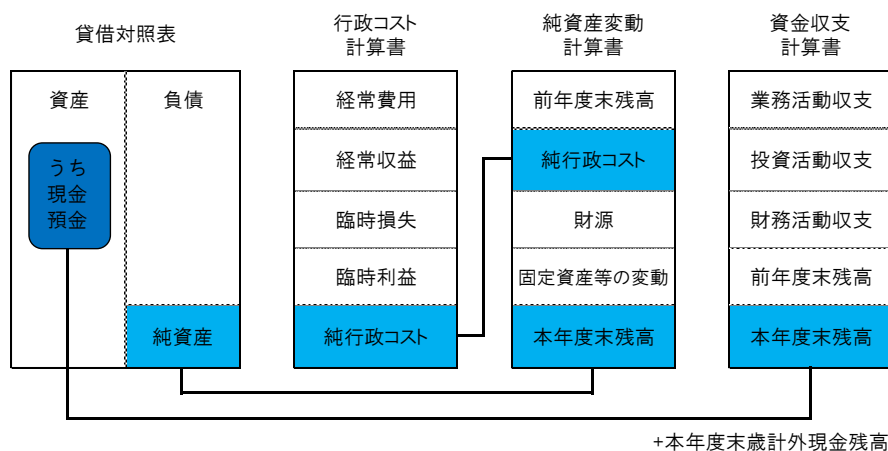 貸借対照表
資産
負債
うち
現金
預金
純資産
行政コスト
計算書
経常費用
経常収益
臨時損失
臨時利益
純行政コスト
純資産変動
計算書
前年度末残高
純行政コスト
財源
固定資産等の変動
本年度末残高
資金収支
計算書
業務活動収支
投資活動収支
財務活動収支
前年度末残高
本年度末残高
+本年度末歳計外現金残高